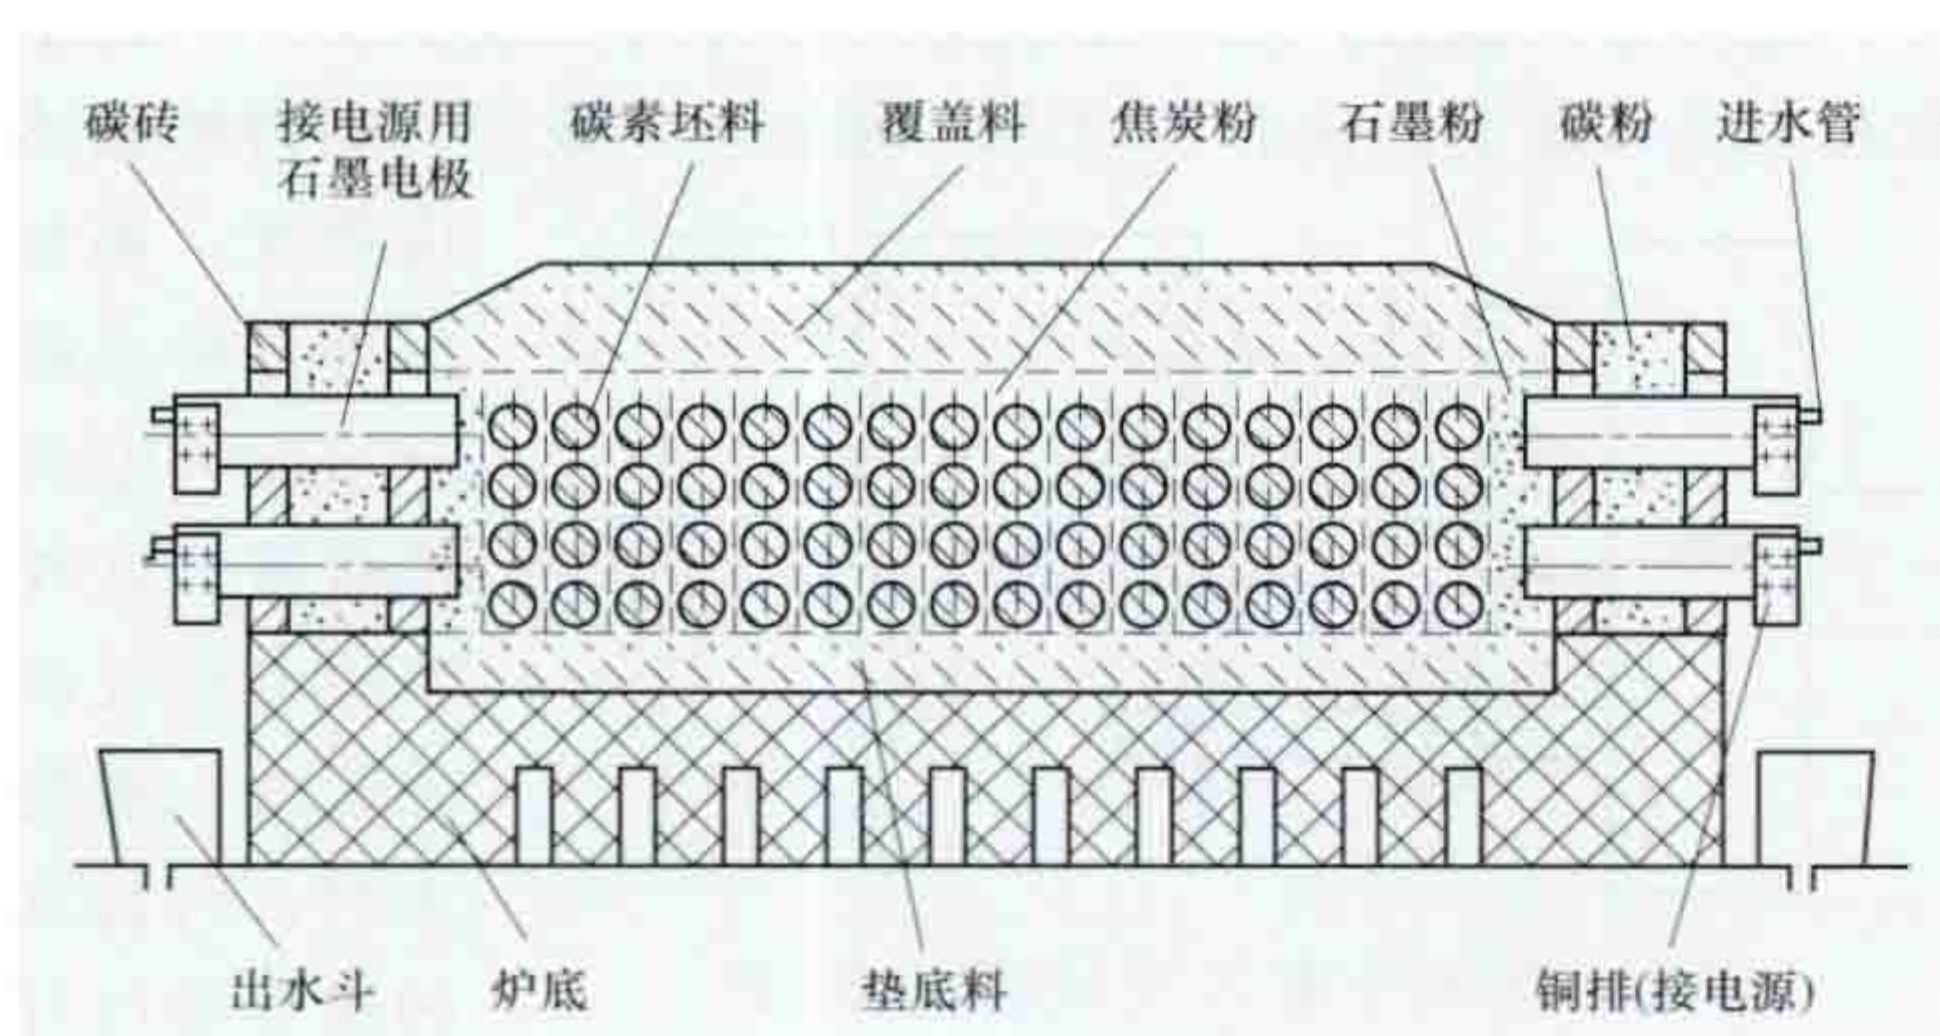 碳砖
接电源用
石墨电极
碳素坯料
覆盖料
焦炭粉
石墨粉
碳粉
进水管
出水斗
炉底
垫底料
铜排(接电源)